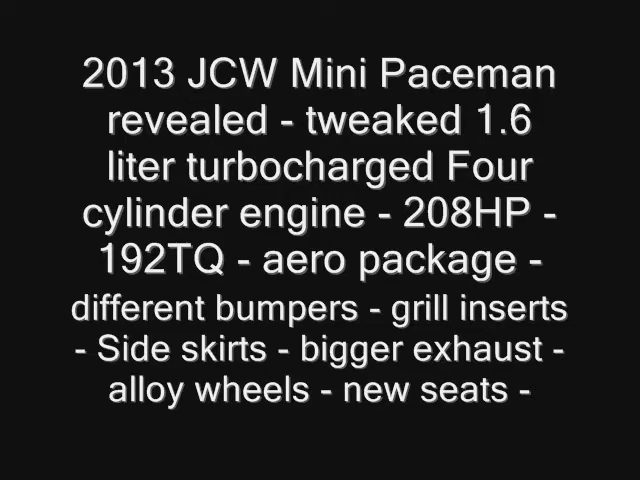 2013 JCW Mini Paceman
revealed - tweaked 1.6
liter turbocharged Four
cylinder engine - 208HP -
192TQ - aero package -
different bumpers - grill inserts
- Side skirts - bigger exhaust -
alloy wheels - new seats -